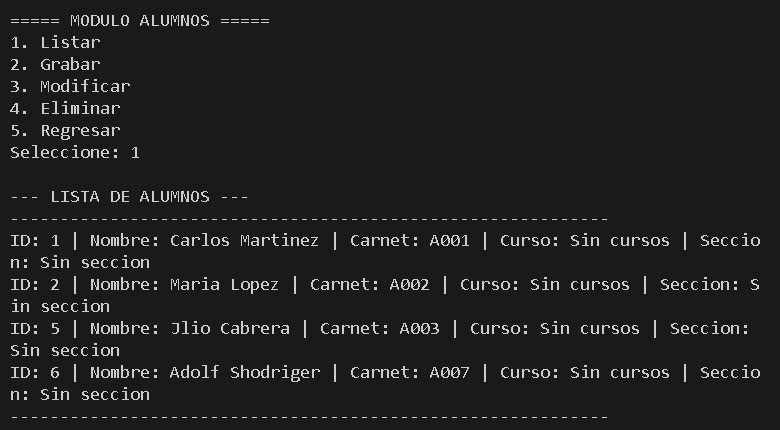 ===== MODULO ALUMNOS =====
1. Listar
2. Grabar
3. Modificar
4. Eliminar
5. Regresar
Seleccione: 1
--- LISTA DE ALUMNOS ---
------------------------------------------------------------
ID: 1 | Nombre: Carlos Martinez | Carnet: A001 | Curso: Sin cursos | Seccio
n: Sin seccion
ID: 2 | Nombre: Maria Lopez | Carnet: A002 | Curso: Sin cursos | Seccion: S
in seccion
ID: 5 | Nombre: Jlio Cabrera | Carnet: A003 | Curso: Sin cursos | Seccion:
Sin seccion
ID: 6 | Nombre: Adolf Shodriger | Carnet: A007 | Curso: Sin cursos | Seccio
n: Sin seccion
------------------------------------------------------------